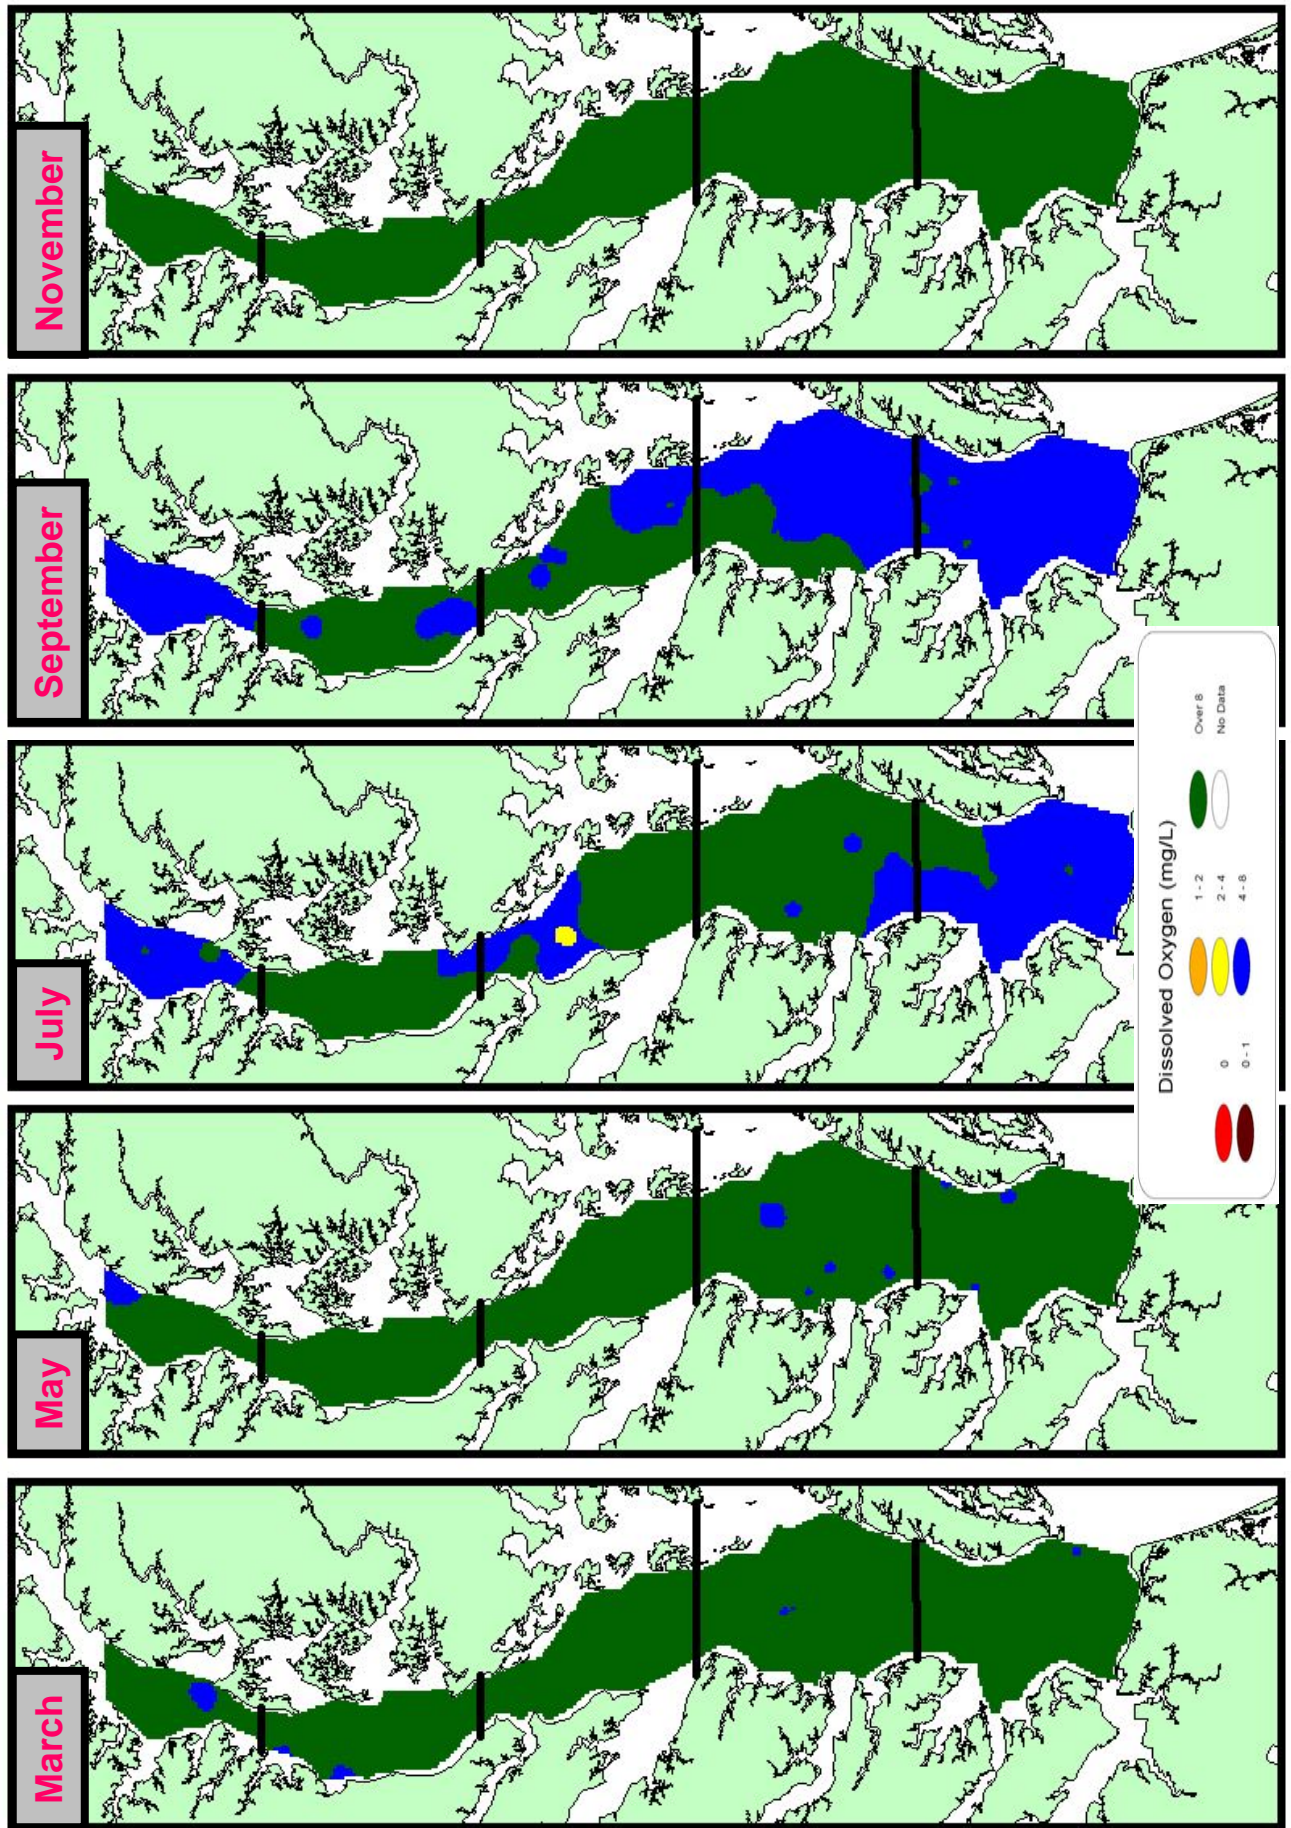 March
May
July
September
November
Dissolved Oxygen (mg/L)
0
0 - 1
1 - 2
2 - 4
4 - 8
Over 8
No Data